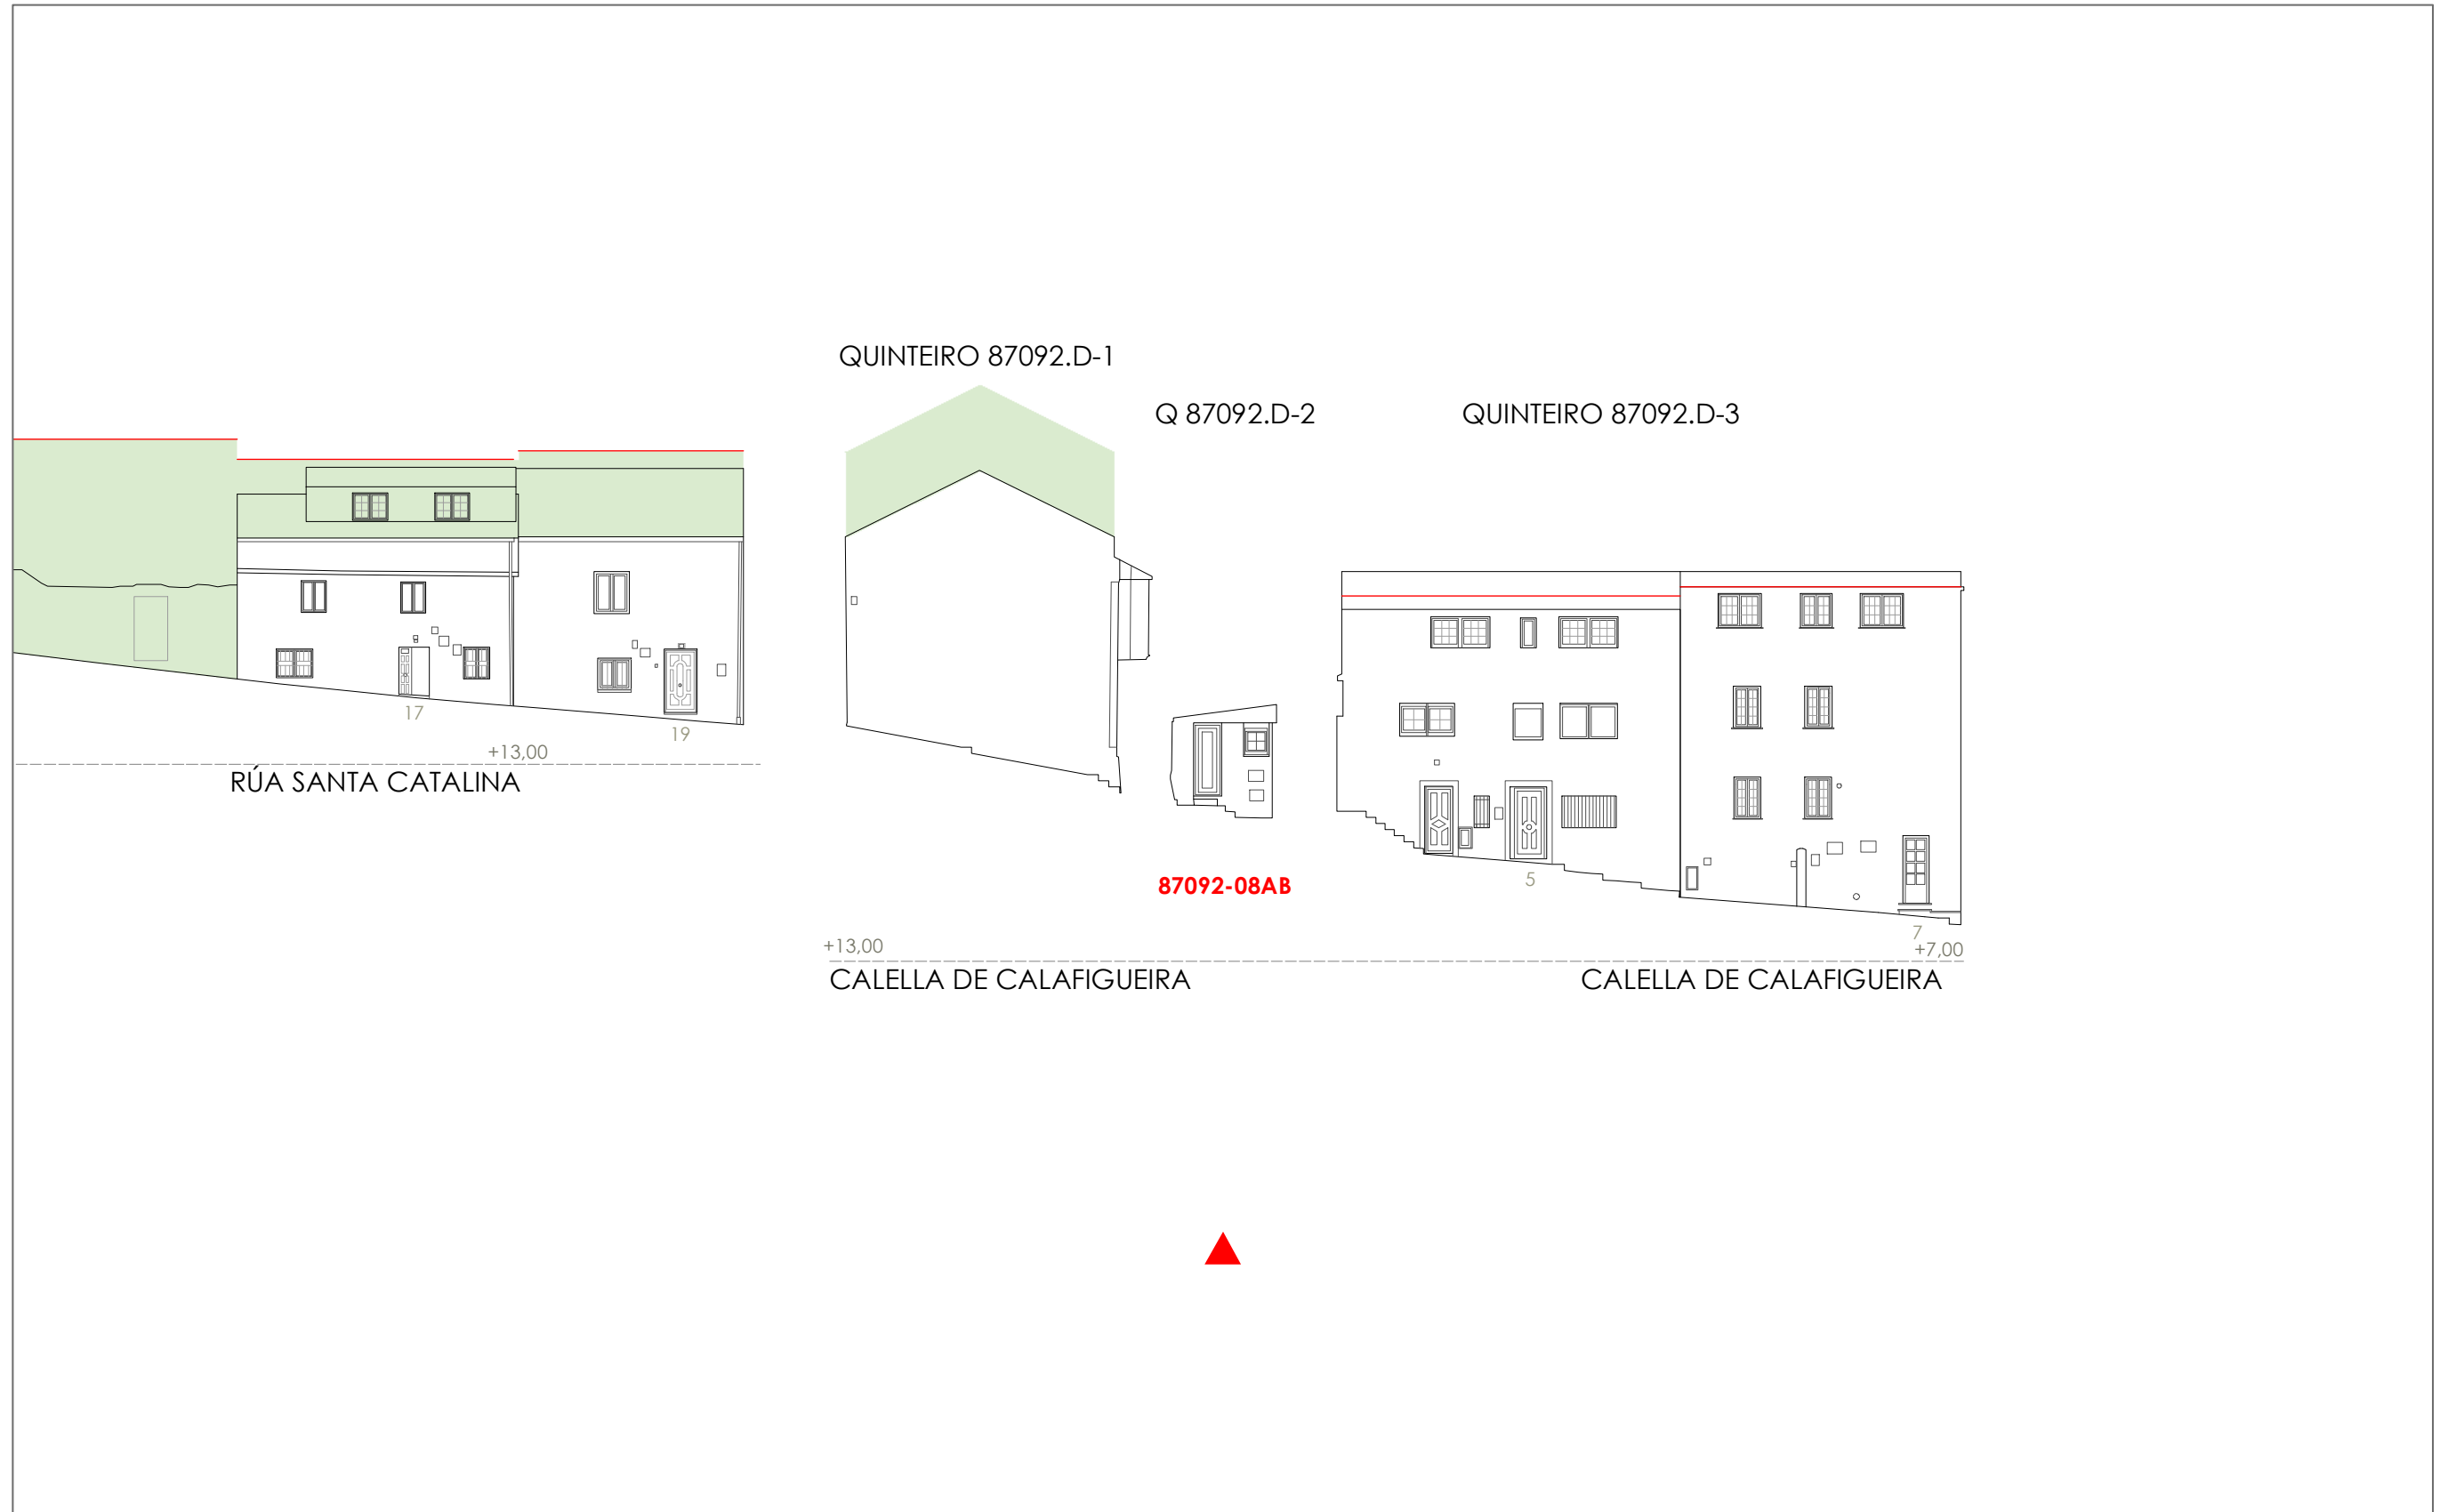 QUINTEIRO 87092.D-1
Q 87092.D-2
QUINTEIRO 87092.D-3
17
19
+13,00
RÚA SANTA CATALINA
5
87092-08AB
7
+13,00
+7,00
CALELLA DE CALAFIGUEIRA
CALELLA DE CALAFIGUEIRA